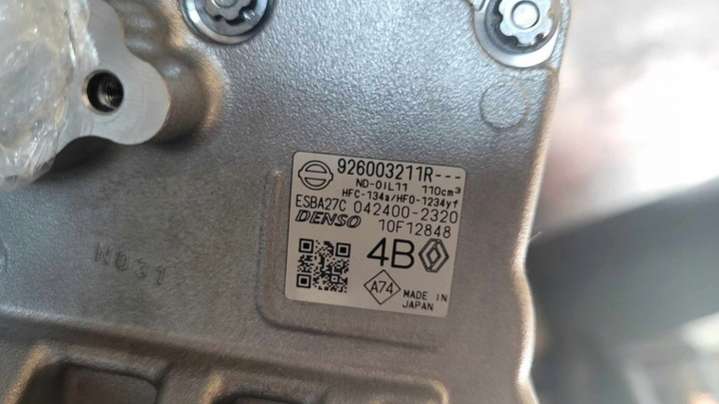 926003211R---
ND-OIL11 110cm³
HFC-134a/HFO-1234yf
ESBA27C 042400-2320
DENSO 10F12848
4B
A74
MADE IN
JAPAN
N031